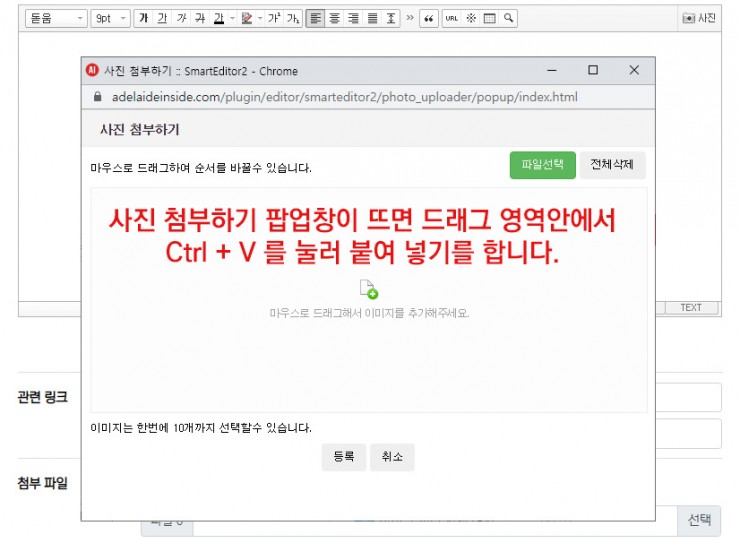 돋움 9pt 가 가 가 가 가 가² 가₁ URL 사진
사진 첨부하기 :: SmartEditor2 - Chrome
adelaideinside.com/plugin/editor/smarteditor2/photo_uploader/popup/index.html
사진 첨부하기
마우스로 드래그하여 순서를 바꿀수 있습니다.
파일선택 전체삭제
사진 첨부하기 팝업창이 뜨면 드래그 영역안에서
Ctrl + V 를 눌러 붙여 넣기를 합니다.
마우스로 드래그해서 이미지를 추가해주세요.
TEXT
관련 링크
이미지는 한번에 10개까지 선택할수 있습니다.
등록 취소
첨부 파일
선택